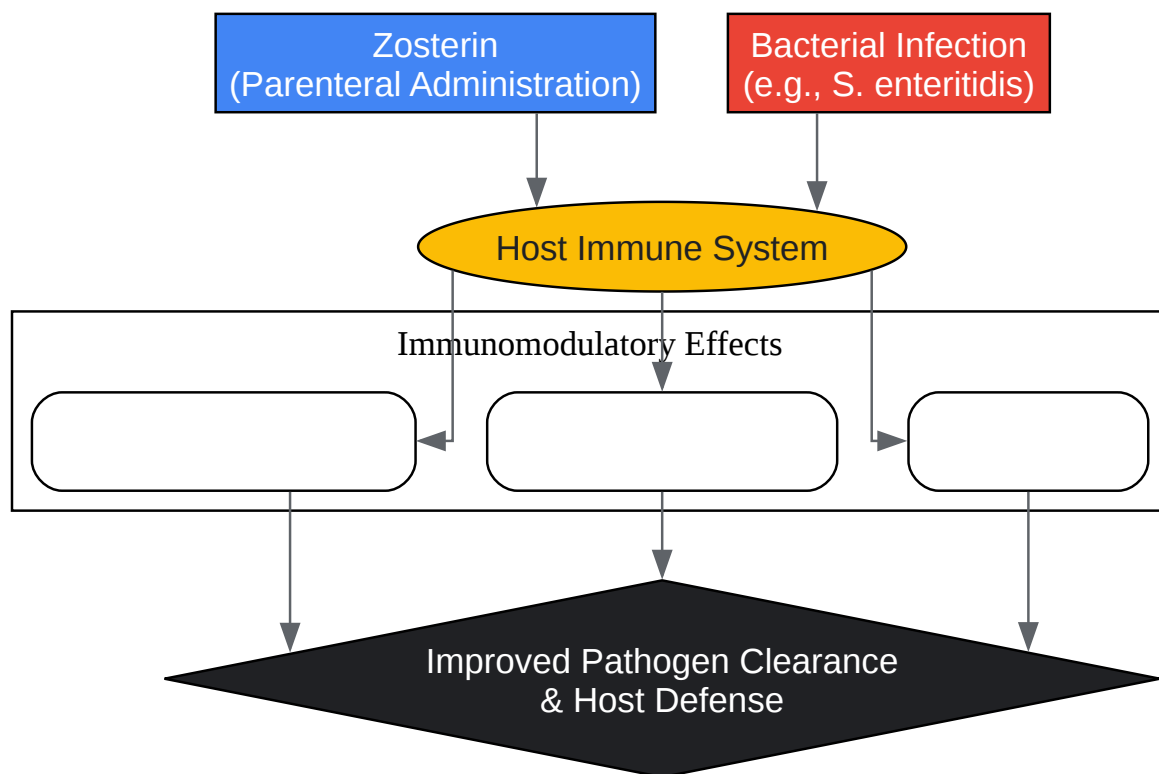 Zosterin
(Parenteral Administration)
Bacterial Infection
(e.g., S. enteritidis)
Host Immune System
Immunomodulatory Effects
Improved Pathogen Clearance
& Host Defense